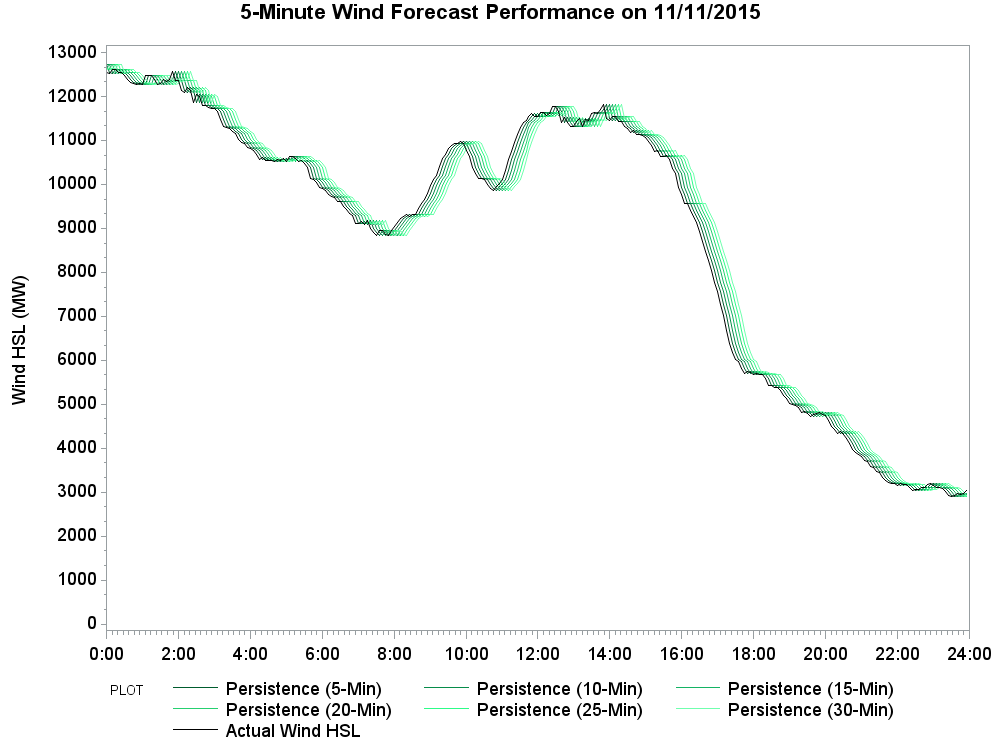 5-Minute Wind Forecast Performance on 11/11/2015
13000
12000
11000
10000
9000
8000
7000
6000
5000
4000
3000
2000
1000
0
Wind HSL (MW)
0:00 2:00 4:00 6:00 8:00 10:00 12:00 14:00 16:00 18:00 20:00 22:00 24:00
PLOT Persistence (5-Min) Persistence (10-Min) Persistence (15-Min)
Persistence (20-Min) Persistence (25-Min) Persistence (30-Min)
Actual Wind HSL